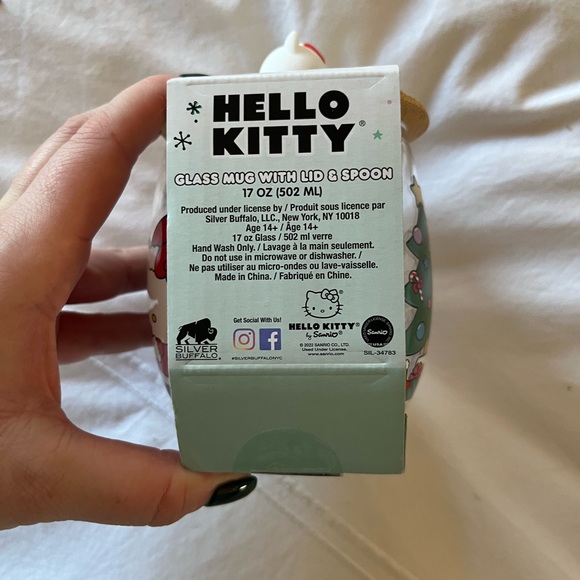 HELLO
KITTY®
GLASS MUG WITH LID & SPOON
17 OZ (502 ML)
Produced under license by / Produit sous licence par
Silver Buffalo, LLC., New York, NY 10018
Age 14+ / Âge 14+
17 oz Glass / 502 ml verre
Hand Wash Only. / Lavage à la main seulement.
Do not use in microwave or dishwasher. /
Ne pas utiliser au micro-ondes ou lave-vaisselle.
Made in China. / Fabriqué en Chine.
SILVER
BUFFALO
Get Social With Us!
#SILVERBUFFALONYC
HELLO KITTY®
by Sanrio®
© 2022 SANRIO CO., LTD.
Used Under License.
www.sanrio.com
Sanrio
SIL-34783